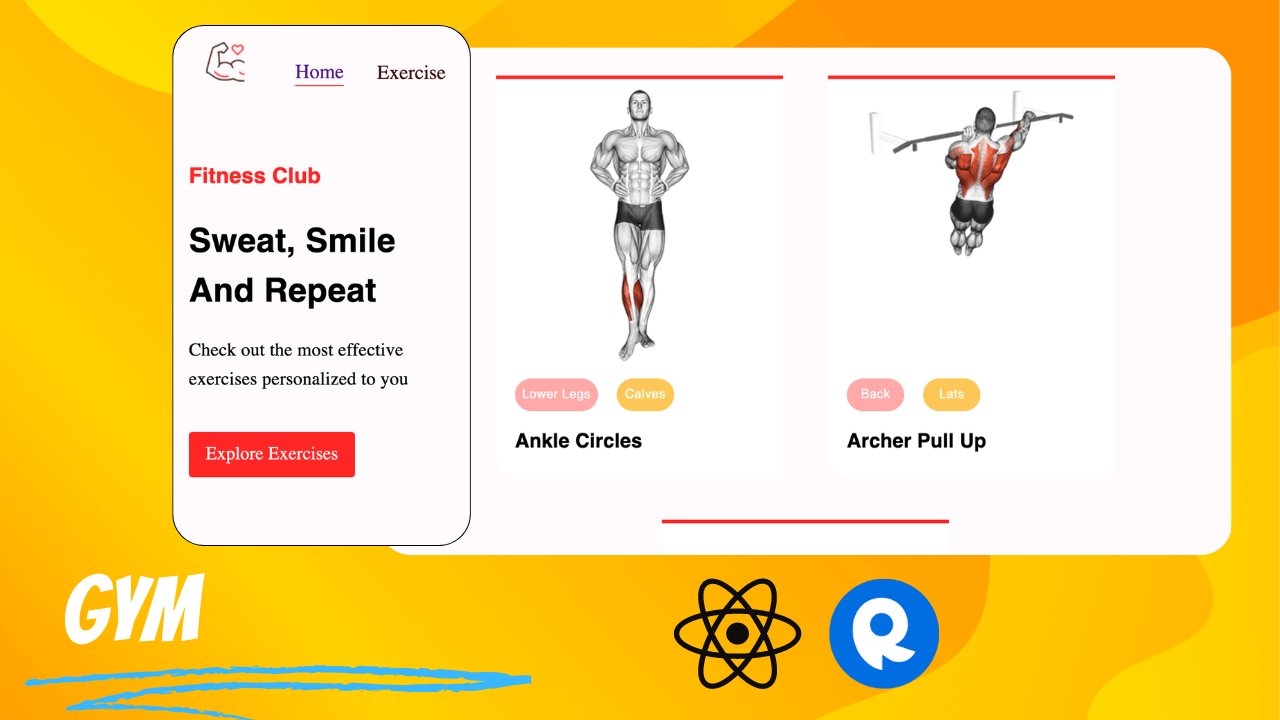 Home Exercise
Fitness Club
Sweat, Smile
And Repeat
Check out the most effective
exercises personalized to you
Explore Exercises
Lower Legs Calves
Ankle Circles
Back Lats
Archer Pull Up
GYM